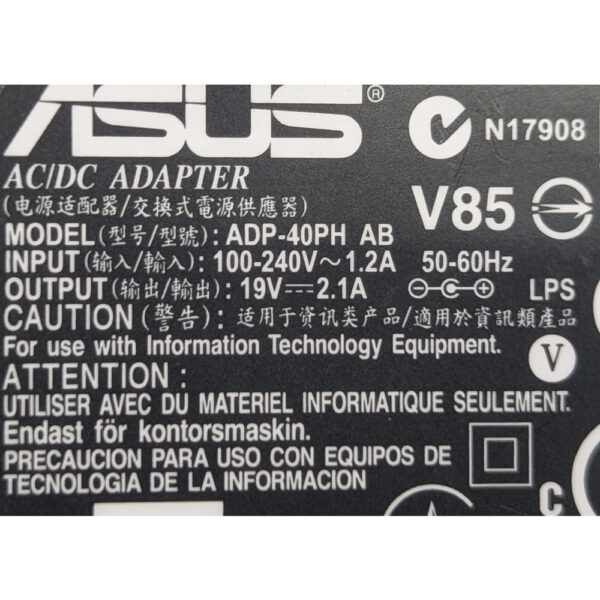 ASUS®
N17908
AC/DC ADAPTER
(电源适配器/交換式電源供應器)
V85
MODEL(型号/型號): ADP-40PH AB
INPUT(输入/輸入): 100-240V～1.2A 50-60Hz
OUTPUT(输出/輸出): 19V⎓2.1A LPS
CAUTION(警告): 适用于资讯类产品/適用於資訊類產品
For use with Information Technology Equipment.
V
ATTENTION :
UTILISER AVEC DU MATERIEL INFORMATIQUE SEULEMENT.
Endast för kontorsmaskin.
PRECAUCION PARA USO CON EQUIPOS DE
TECNOLOGIA DE LA INFORMACION
C